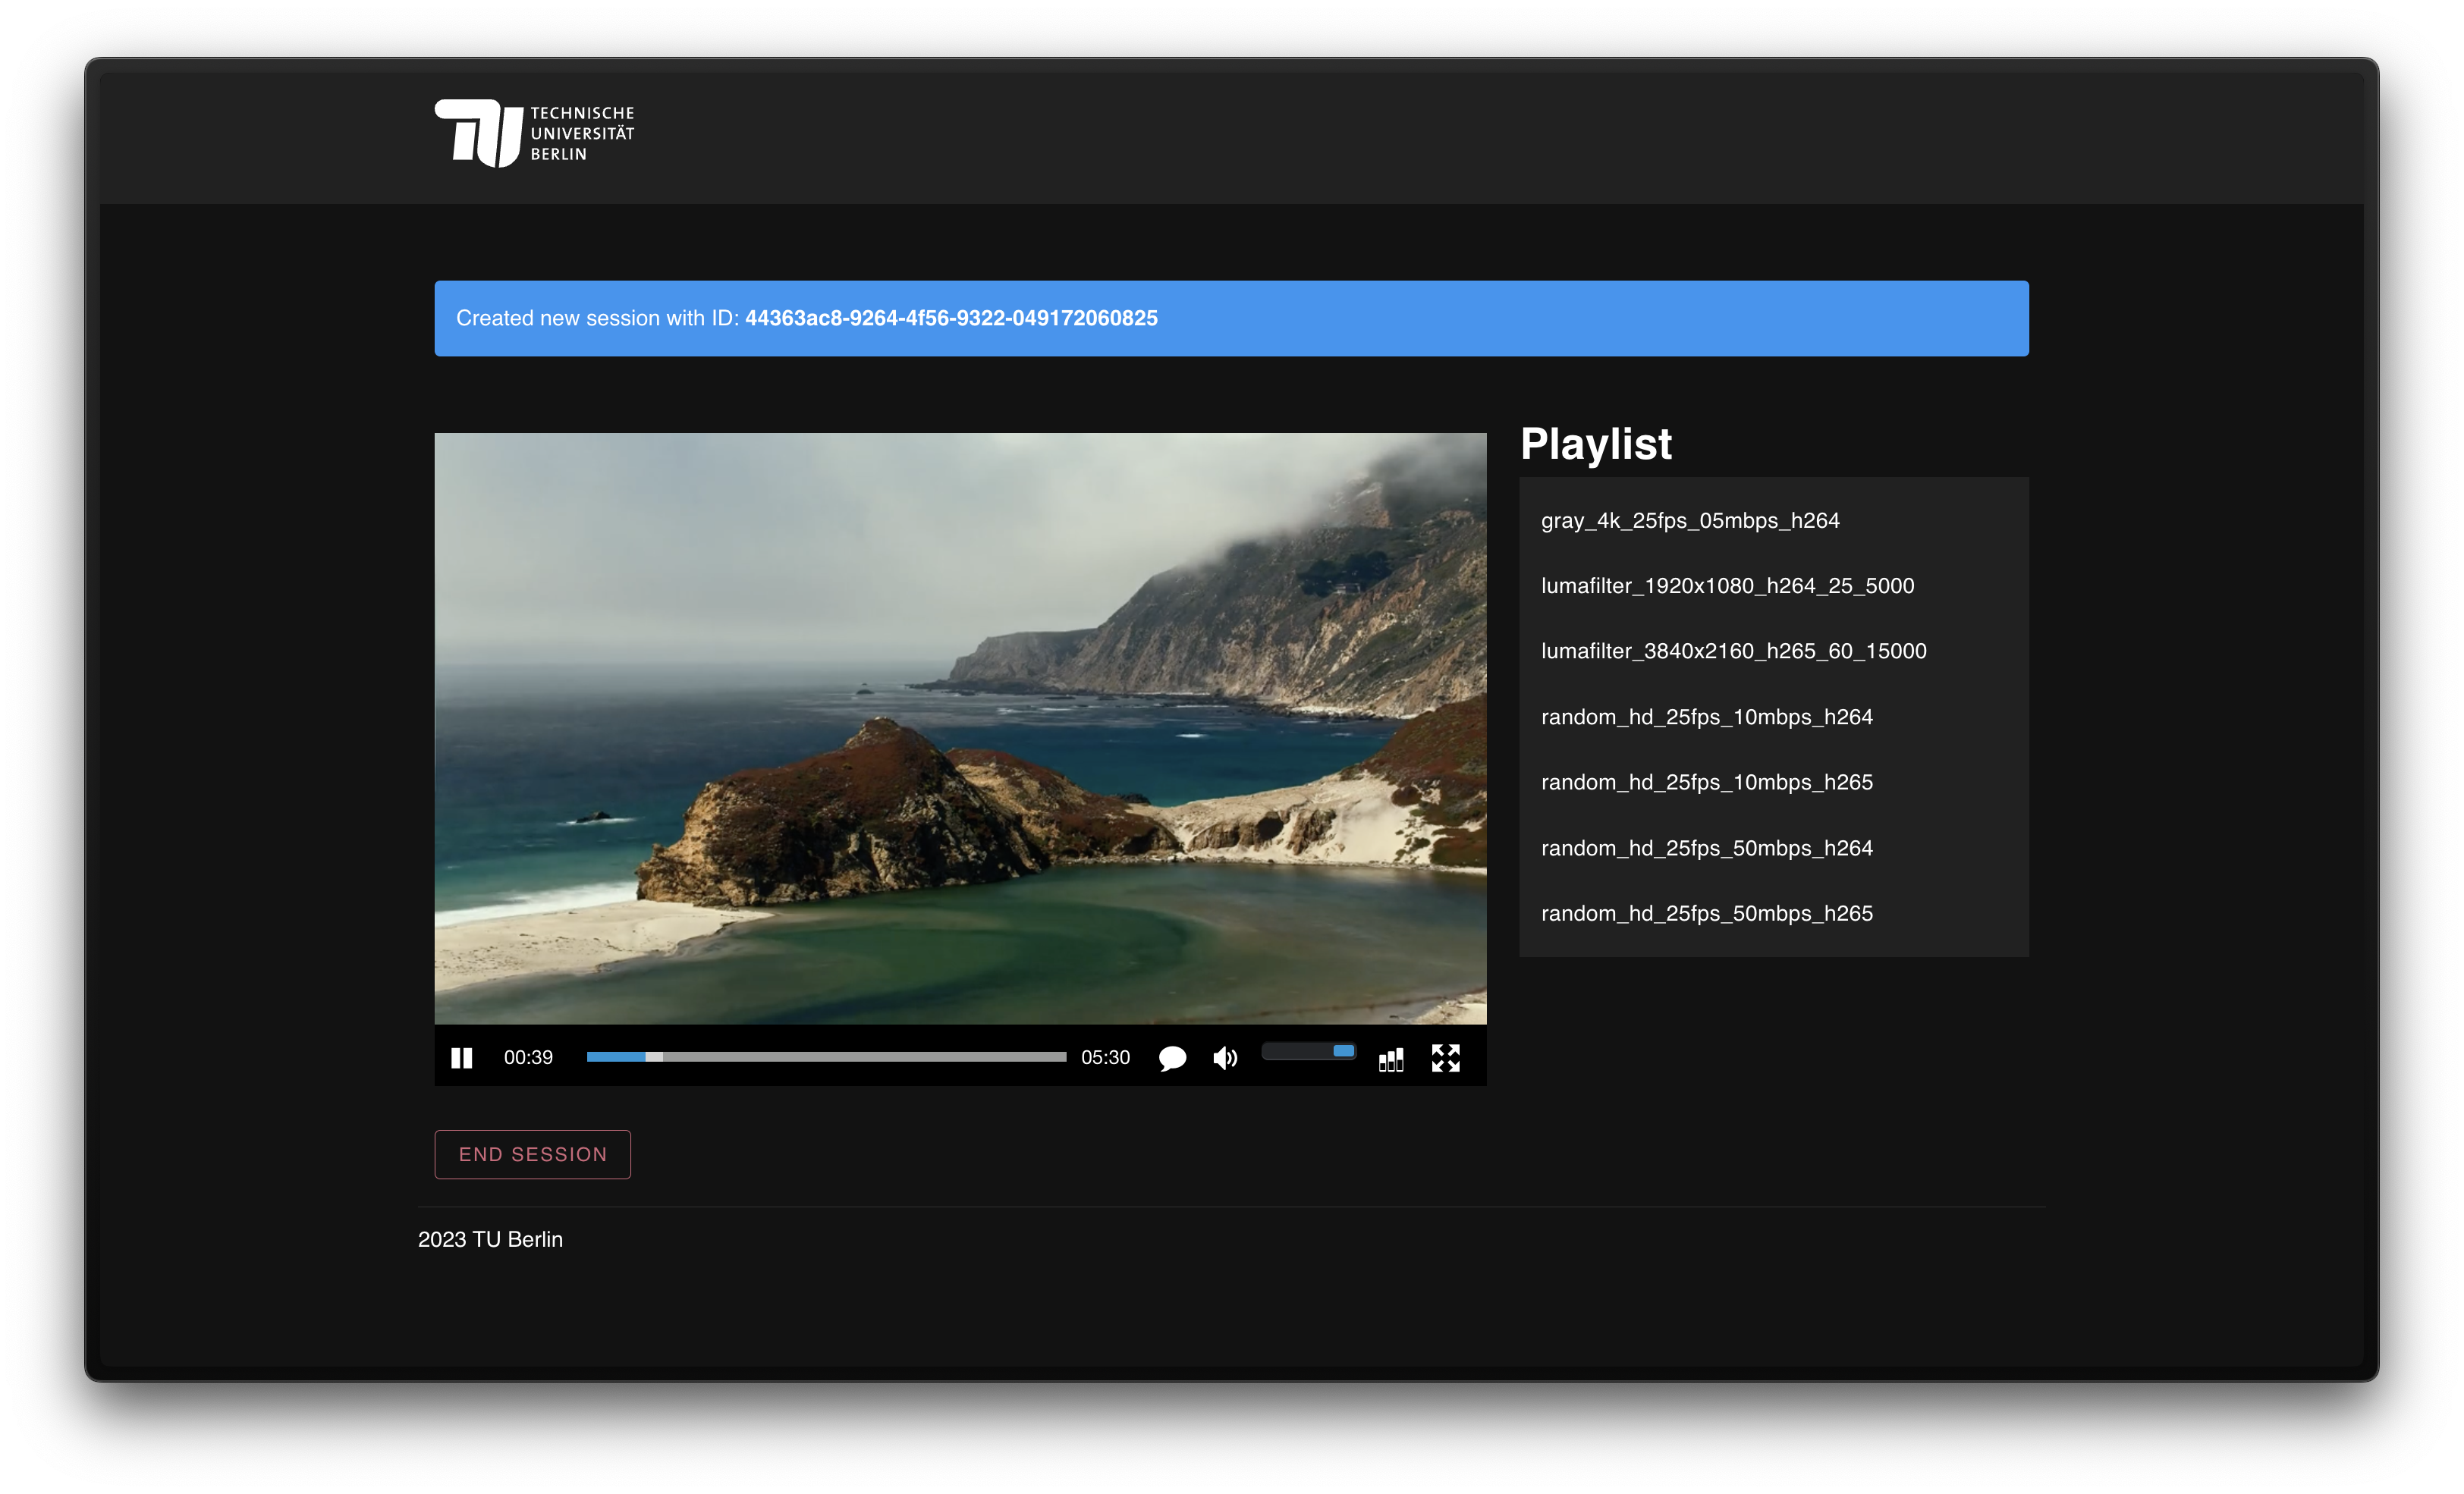 TECHNISCHE
UNIVERSITÄT
BERLIN
Created new session with ID: 44363ac8-9264-4f56-9322-049172060825
Playlist
gray_4k_25fps_05mbps_h264
lumafilter_1920x1080_h264_25_5000
lumafilter_3840x2160_h265_60_15000
random_hd_25fps_10mbps_h264
random_hd_25fps_10mbps_h265
random_hd_25fps_50mbps_h264
random_hd_25fps_50mbps_h265
00:39 05:30
END SESSION
2023 TU Berlin